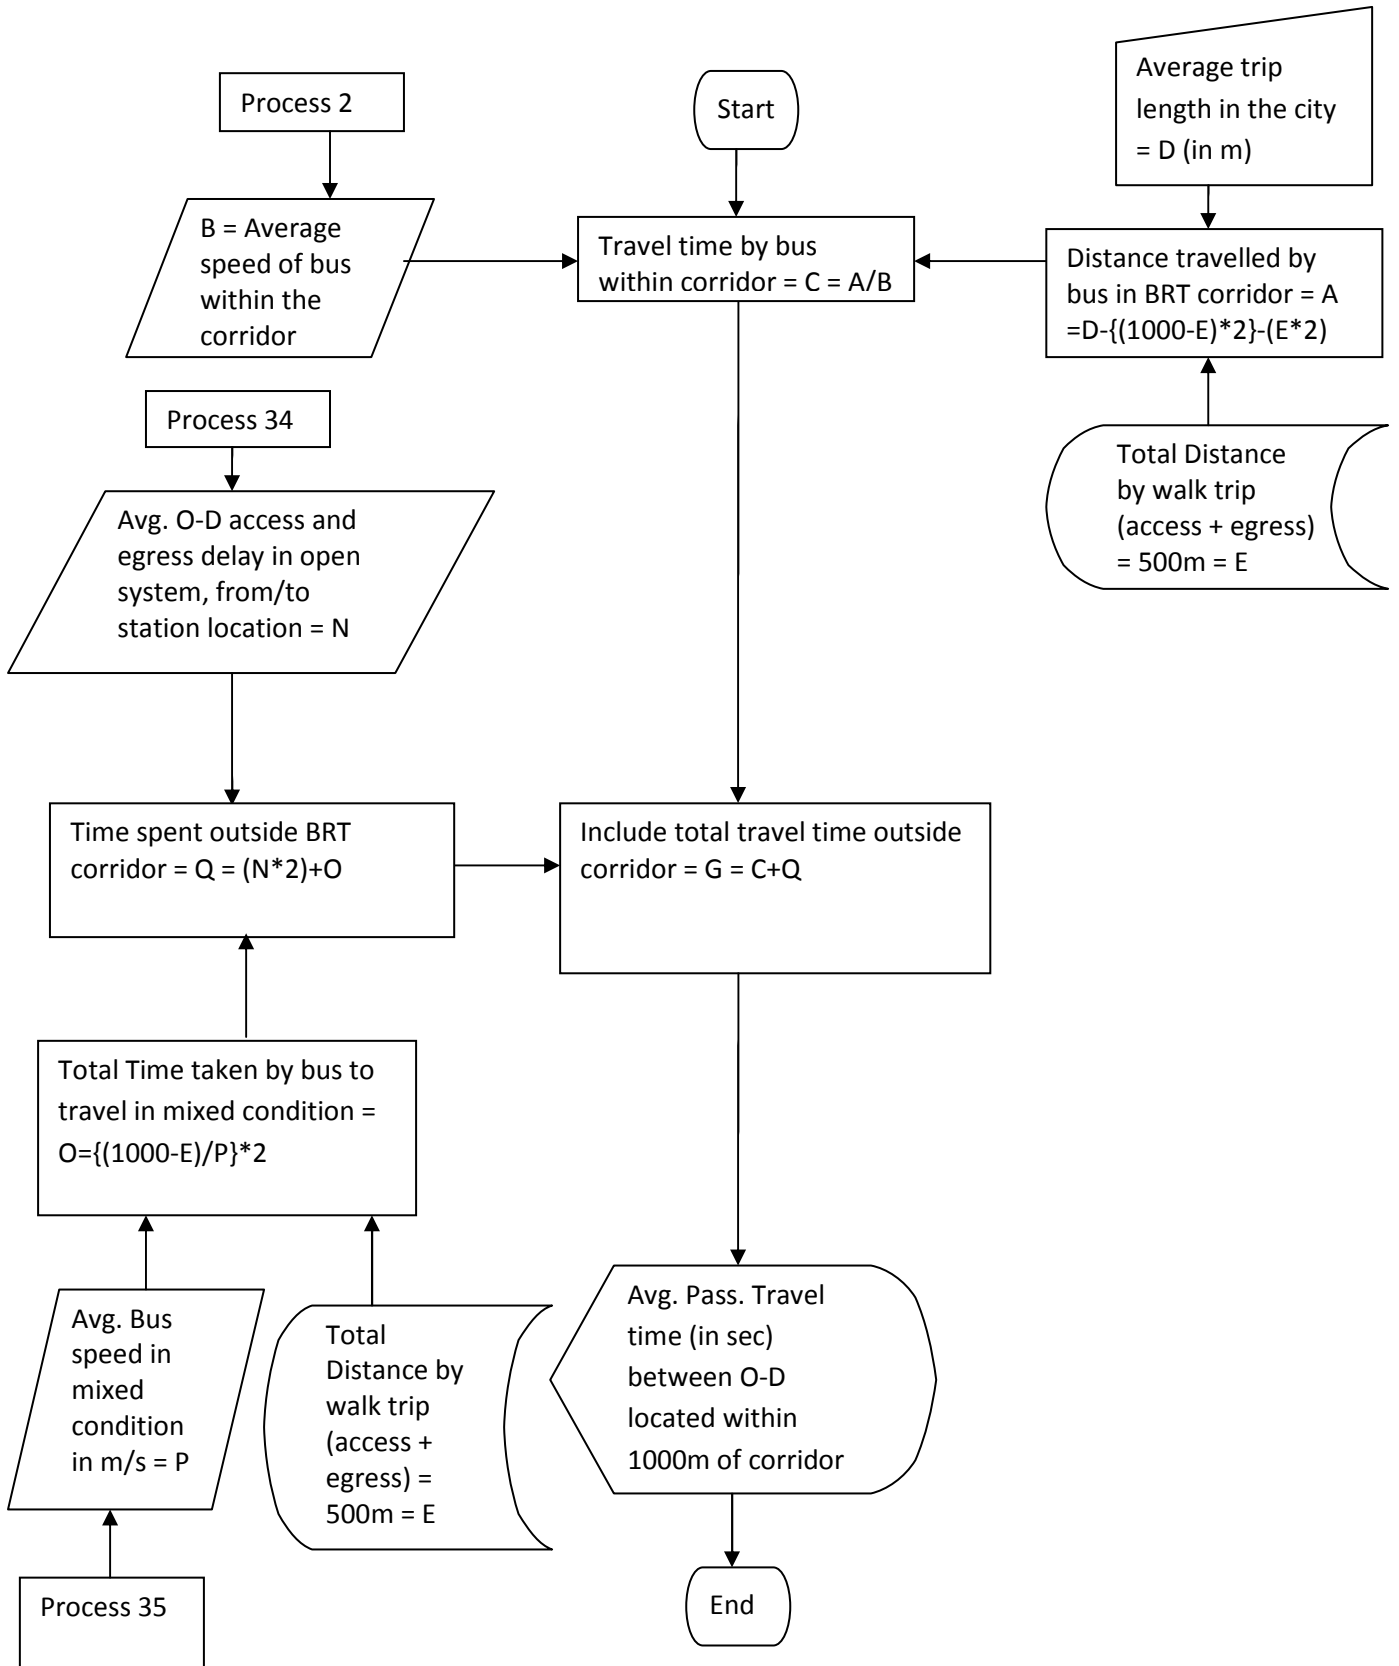 Process 2
Start
Average trip
length in the city
= D (in m)
B = Average
speed of bus
within the
corridor
Travel time by bus
within corridor = C = A/B
Distance travelled by
bus in BRT corridor = A
=D-{(1000-E)*2}-(E*2)
Process 34
Total Distance
by walk trip
(access + egress)
= 500m = E
Avg. O-D access and
egress delay in open
system, from/to
station location = N
Time spent outside BRT
corridor = Q = (N*2)+O
Include total travel time outside
corridor = G = C+Q
Total Time taken by bus to
travel in mixed condition =
O={(1000-E)/P}*2
Avg. Bus
speed in
mixed
condition
in m/s = P
Total
Distance by
walk trip
(access +
egress) =
500m = E
Avg. Pass. Travel
time (in sec)
between O-D
located within
1000m of corridor
Process 35
End